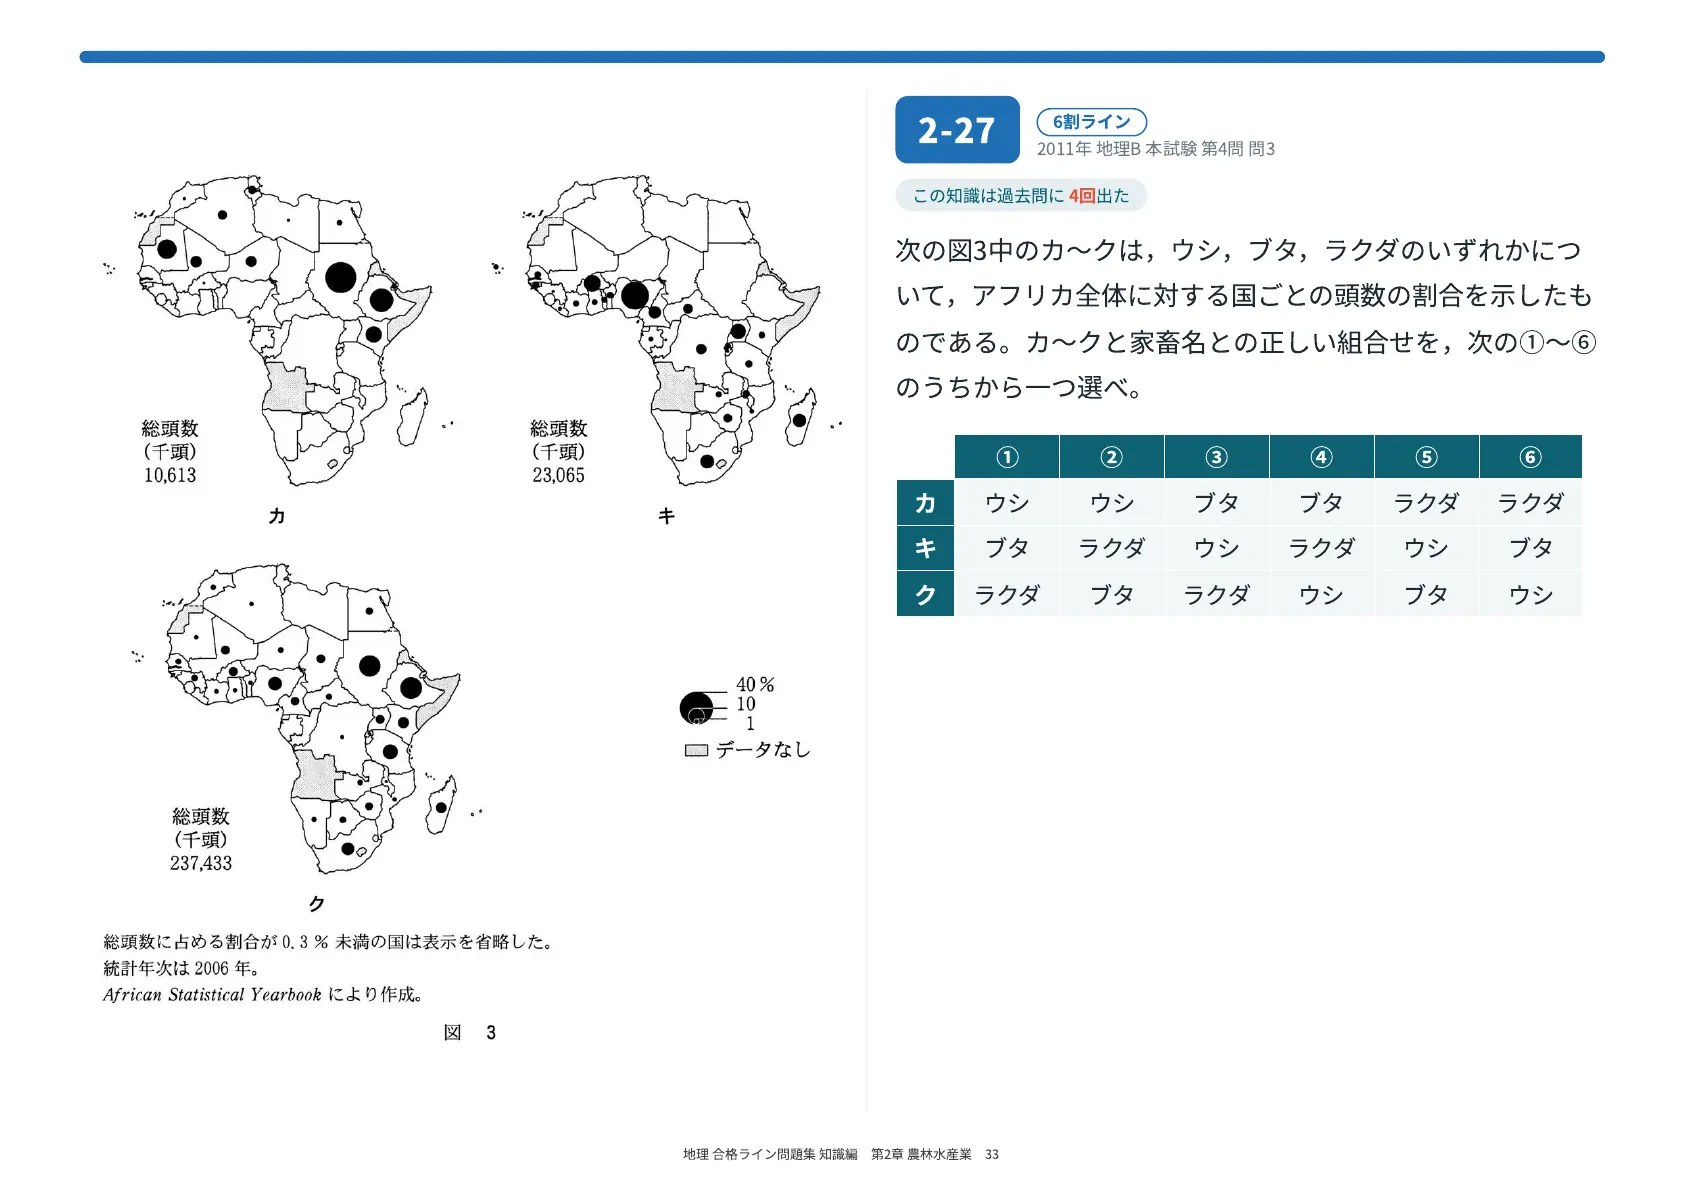 総頭数
（千頭）
10,613
カ
総頭数
（千頭）
23,065
キ
総頭数
（千頭）
237,433
ク
40％
10
1
データなし
総頭数に占める割合が 0.3 ％ 未満の国は表示を省略した。
統計年次は 2006 年。
African Statistical Yearbook により作成。
図 3
2-27
6割ライン
2011年 地理B 本試験 第4問 問3
この知識は過去問に 4回出た
次の図3中のカ〜クは，ウシ，ブタ，ラクダのいずれかにつ
いて，アフリカ全体に対する国ごとの頭数の割合を示したも
のである。カ〜クと家畜名との正しい組合せを，次の①〜⑥
のうちから一つ選べ。
① ② ③ ④ ⑤ ⑥
カ ウシ ウシ ブタ ブタ ラクダ ラクダ
キ ブタ ラクダ ウシ ラクダ ウシ ブタ
ク ラクダ ブタ ラクダ ウシ ブタ ウシ
地理 合格ライン問題集 知識編 第2章 農林水産業 33